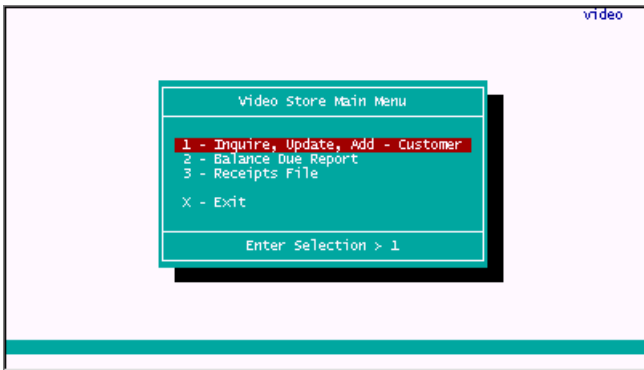 video
Video Store Main Menu
1 - Inquire, Update, Add - Customer
2 - Balance Due Report
3 - Receipts File
X - Exit
Enter Selection > 1